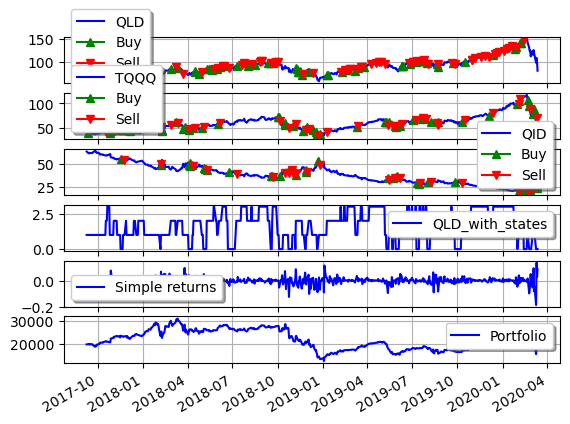 QLD
Buy
Sell
150
100
TQQQ
Buy
Sell
100
50
QID
Buy
Sell
50
25
QLD_with_states
2.5
0.0
Simple returns
0.0
−0.2
Portfolio
30000
20000
2017-10
2018-01
2018-04
2018-07
2018-10
2019-01
2019-04
2019-07
2019-10
2020-01
2020-04